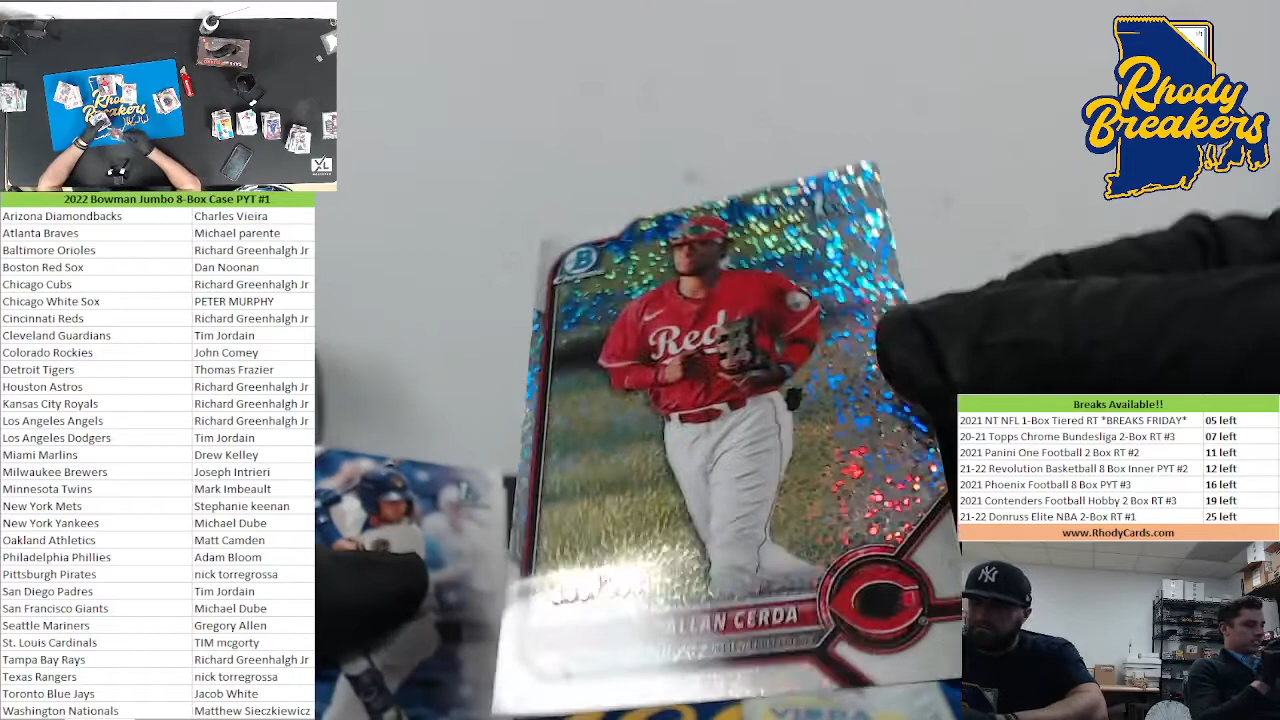 2022 Bowman Jumbo 8-Box Case PYT #1
Arizona Diamondbacks Charles Vieira
Atlanta Braves Michael parente
Baltimore Orioles Richard Greenhalgh Jr
Boston Red Sox Dan Noonan
Chicago Cubs Richard Greenhalgh Jr
Chicago White Sox PETER MURPHY
Cincinnati Reds Richard Greenhalgh Jr
Cleveland Guardians Tim Jordain
Colorado Rockies John Comey
Detroit Tigers Thomas Frazier
Houston Astros Richard Greenhalgh Jr
Kansas City Royals Richard Greenhalgh Jr
Los Angeles Angels Richard Greenhalgh Jr
Los Angeles Dodgers Tim Jordain
Miami Marlins Drew Kelley
Milwaukee Brewers Joseph Intrieri
Minnesota Twins Mark Imbeault
New York Mets Stephanie keenan
New York Yankees Michael Dube
Oakland Athletics Matt Camden
Philadelphia Phillies Adam Bloom
Pittsburgh Pirates nick torregrossa
San Diego Padres Tim Jordain
San Francisco Giants Michael Dube
Seattle Mariners Gregory Allen
St. Louis Cardinals TIM mcgorty
Tampa Bay Rays Richard Greenhalgh Jr
Texas Rangers nick torregrossa
Toronto Blue Jays Jacob White
Washington Nationals Matthew Sieczkiewicz
Rhody
Breakers
XL
B
Reds
ALLAN CERDA
Rhody
Breakers
Breaks Available!!
2021 NT NFL 1-Box Tiered RT *BREAKS FRIDAY* 05 left
20-21 Topps Chrome Bundesliga 2-Box RT #3 07 left
2021 Panini One Football 2 Box RT #2 11 left
21-22 Revolution Basketball 8 Box Inner PYT #2 12 left
2021 Phoenix Football 8 Box PYT #3 16 left
2021 Contenders Football Hobby 2 Box RT #3 19 left
21-22 Donruss Elite NBA 2-Box RT #1 25 left
www.RhodyCards.com